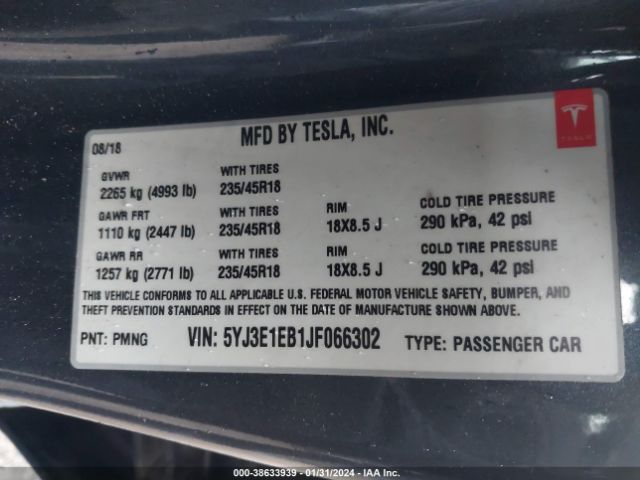 MFD BY TESLA, INC.
TESLA
08/18
GVWR WITH TIRES
2265 kg (4993 lb) 235/45R18
GAWR FRT WITH TIRES RIM COLD TIRE PRESSURE
1110 kg (2447 lb) 235/45R18 18X8.5 J 290 kPa, 42 psi
GAWR RR WITH TIRES RIM COLD TIRE PRESSURE
1257 kg (2771 lb) 235/45R18 18X8.5 J 290 kPa, 42 psi
THIS VEHICLE CONFORMS TO ALL APPLICABLE U.S. FEDERAL MOTOR VEHICLE SAFETY, BUMPER, AND
THEFT PREVENTION STANDARDS IN EFFECT ON THE DATE OF MANUFACTURE SHOWN ABOVE.
PNT: PMNG VIN: 5YJ3E1EB1JF066302 TYPE: PASSENGER CAR
000-38633939 - 01/31/2024 - IAA Inc.